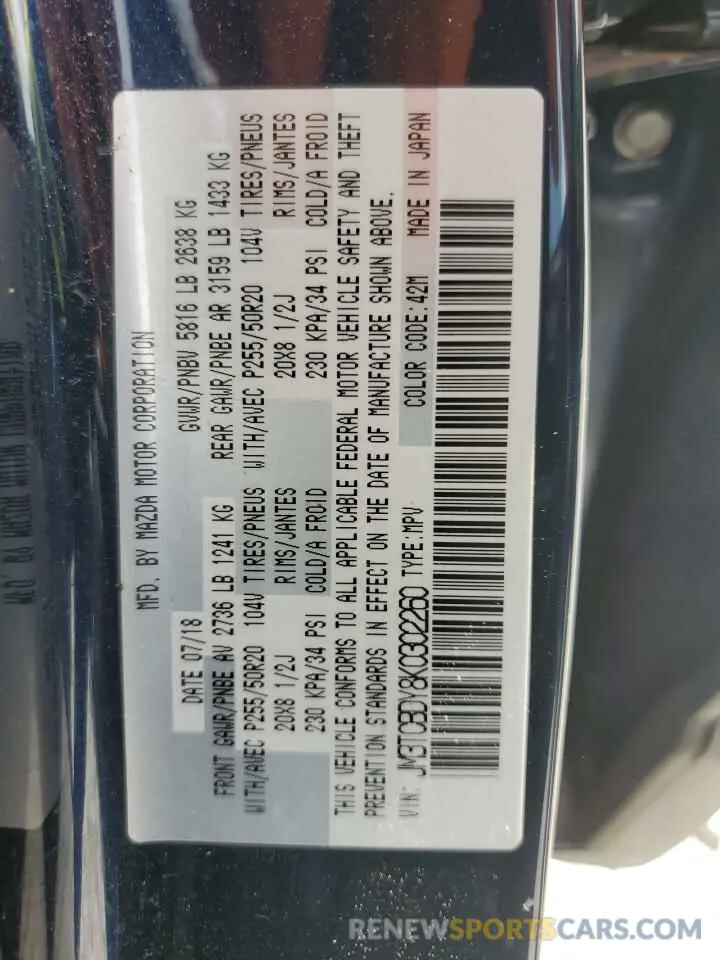 MFD. BY MAZDA MOTOR CORPORATION
DATE 07/18 GVWR/PNBV 5816 LB 2638 KG
FRONT GAWR/PNBE AV 2736 LB 1241 KG REAR GAWR/PNBE AR 3159 LB 1433 KG
WITH/AVEC P255/50R20 104V TIRES/PNEUS WITH/AVEC P255/50R20 104V TIRES/PNEUS
20X8 1/2J RIMS/JANTES 20X8 1/2J RIMS/JANTES
230 KPA/34 PSI COLD/A FROID 230 KPA/34 PSI COLD/A FROID
THIS VEHICLE CONFORMS TO ALL APPLICABLE FEDERAL MOTOR VEHICLE SAFETY AND THEFT
PREVENTION STANDARDS IN EFFECT ON THE DATE OF MANUFACTURE SHOWN ABOVE.
VIN: JM3TCBDY8K0302260 TYPE:MPV COLOR CODE:42M MADE IN JAPAN
RENEWSPORTSCARS.COM